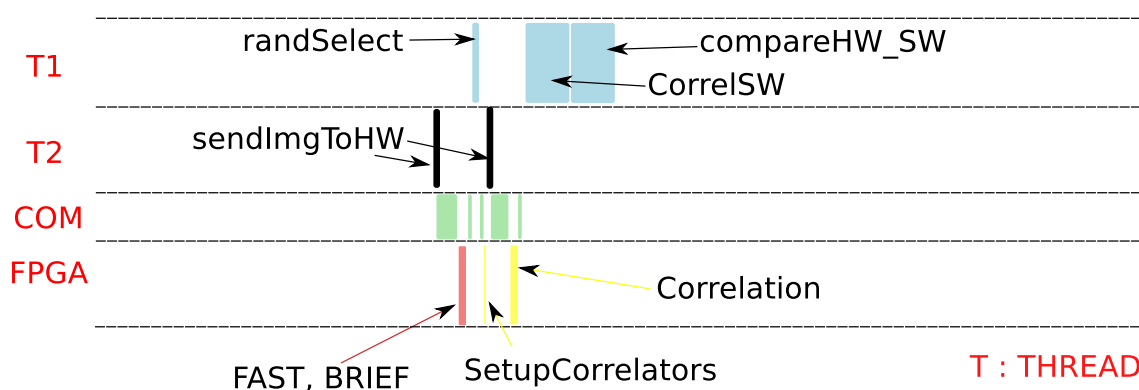 randSelect
compareHW_SW
T1
CorrelSW
sendImgToHW
T2
COM
FPGA
Correlation
FAST, BRIEF
SetupCorrelators
T : THREAD